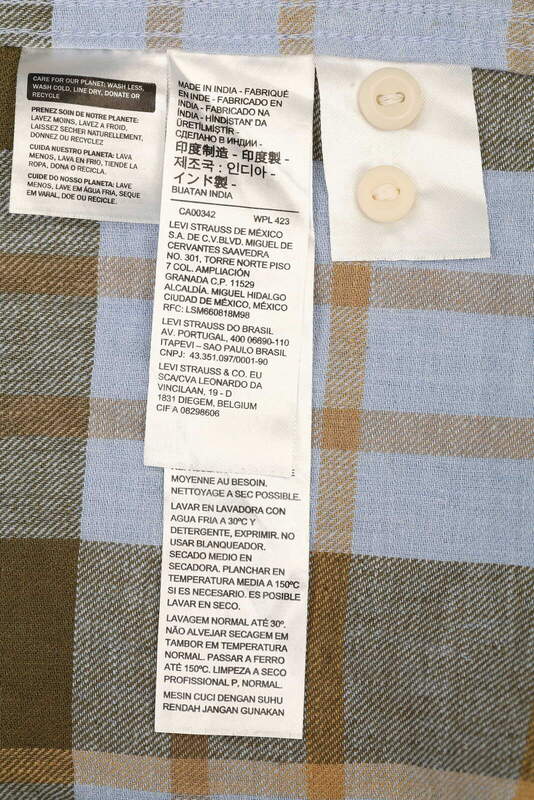 CARE FOR OUR PLANET: WASH LESS,
WASH COLD, LINE DRY, DONATE OR
RECYCLE
PRENEZ SOIN DE NOTRE PLANETE:
LAVEZ MOINS, LAVEZ A FROID,
LAISSEZ SECHER NATURELLEMENT,
DONNEZ OU RECYCLEZ
CUIDA NUESTRO PLANETA: LAVA
MENOS, LAVA EN FRIO, TIENDE LA
ROPA, DONA O RECICLA.
CUIDE DO NOSSO PLANETA: LAVE
MENOS, LAVE EM ÁGUA FRIA, SEQUE
EM VARAL, DOE OU RECICLE.
MADE IN INDIA - FABRIQUÉ
EN INDE - FABRICADO EN
INDIA - FABRICADO NA
ÍNDIA - HİNDİSTAN' DA
ÜRETİLMİŞTİR -
СДЕЛАНО В ИНДИИ -
印度制造 - 印度製 -
제조국 : 인디아 -
インド製 -
BUATAN INDIA
CA00342 WPL 423
LEVI STRAUSS DE MÉXICO
S.A. DE C.V.BLVD. MIGUEL DE
CERVANTES SAAVEDRA
NO. 301, TORRE NORTE PISO
7 COL. AMPLIACIÓN
GRANADA C.P. 11529
ALCALDÍA. MIGUEL HIDALGO
CIUDAD DE MÉXICO, MÉXICO
RFC: LSM660818M98
LEVI STRAUSS DO BRASIL
AV. PORTUGAL, 400 06690-110
ITAPEVI – SAO PAULO BRASIL
CNPJ: 43.351.097/0001-90
LEVI STRAUSS & CO. EU
SCA/CVA LEONARDO DA
VINCILAAN, 19 - D
1831 DIEGEM, BELGIUM
CIF A 08298606
MOYENNE AU BESOIN.
NETTOYAGE A SEC POSSIBLE.
LAVAR EN LAVADORA CON
AGUA FRIA A 30ºC Y
DETERGENTE, EXPRIMIR. NO
USAR BLANQUEADOR.
SECADO MEDIO EN
SECADORA. PLANCHAR EN
TEMPERATURA MEDIA A 150ºC
SI ES NECESARIO. ES POSIBLE
LAVAR EN SECO.
LAVAGEM NORMAL ATÉ 30º.
NÃO ALVEJAR SECAGEM EM
TAMBOR EM TEMPERATURA
NORMAL. PASSAR A FERRO
ATÉ 150ºC. LIMPEZA A SECO
PROFISSIONAL P, NORMAL.
MESIN CUCI DENGAN SUHU
RENDAH JANGAN GUNAKAN